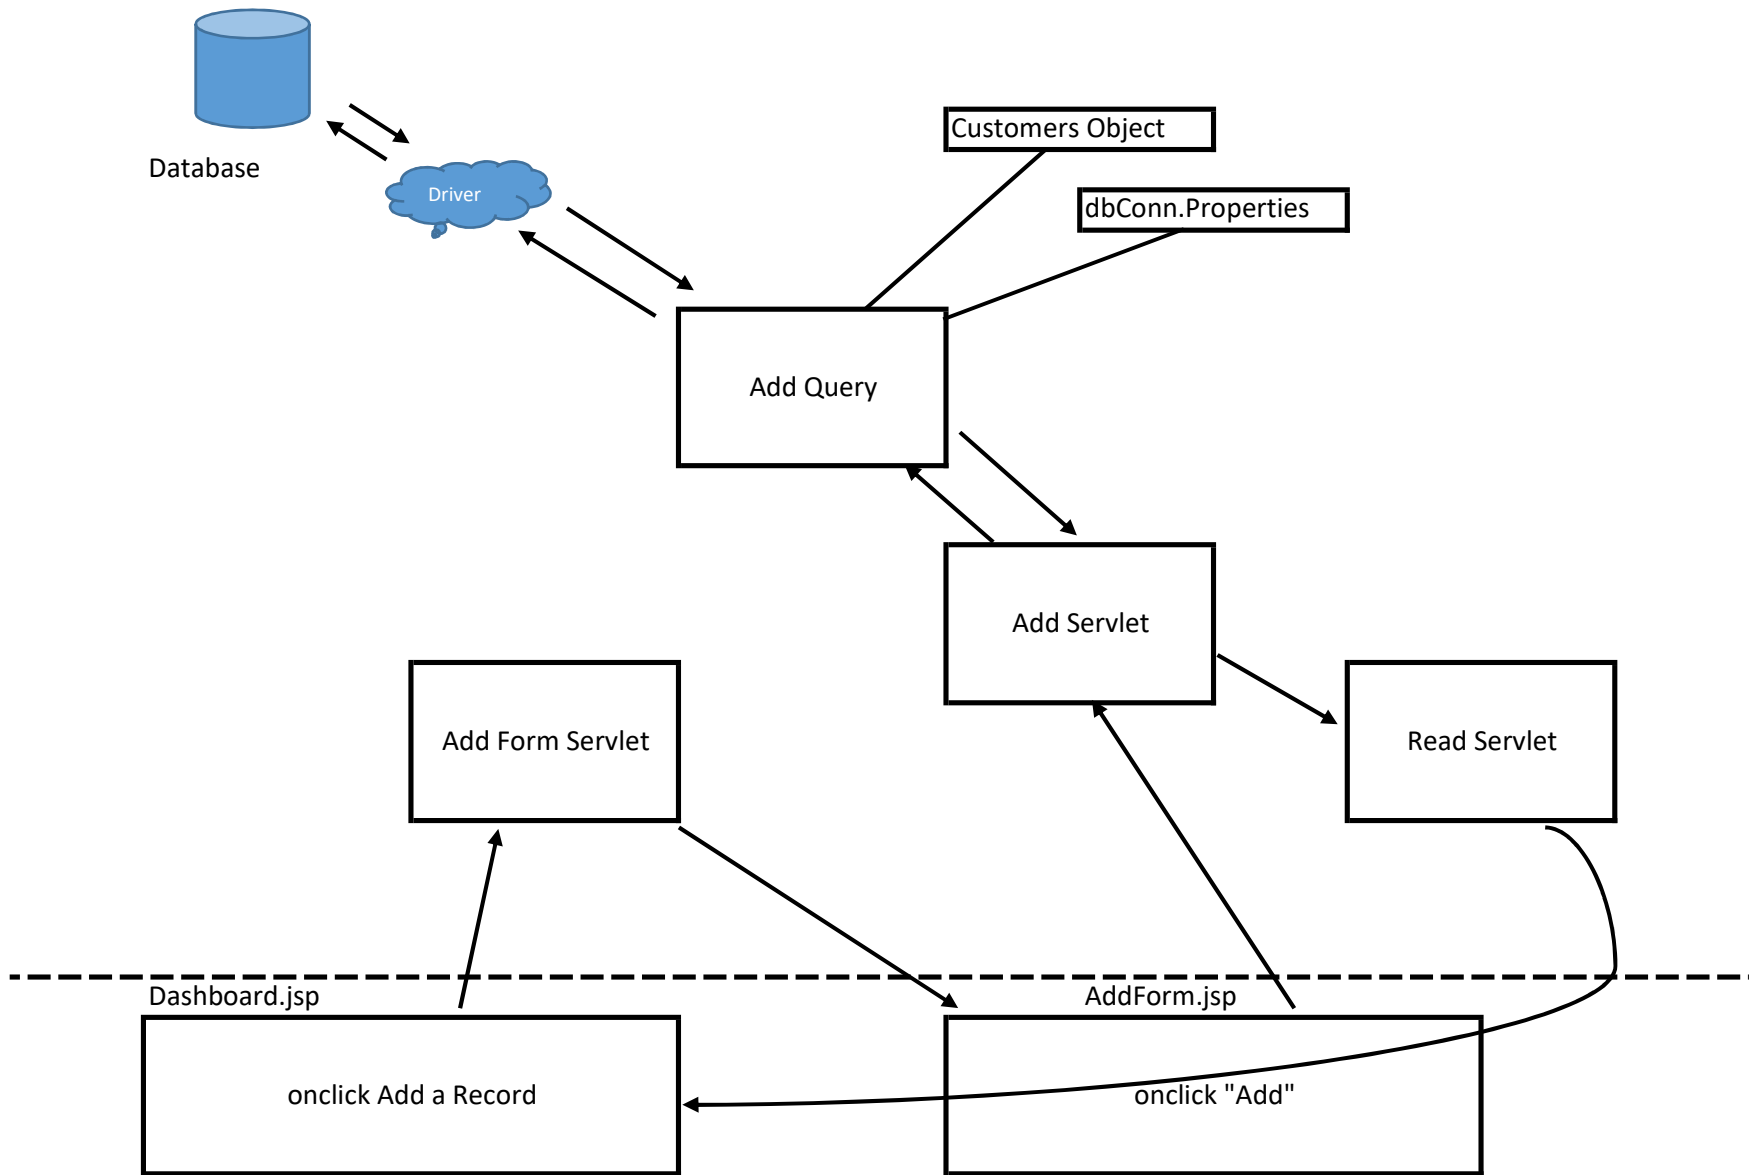 Database
Driver
Customers Object
dbConn.Properties
Add Query
Add Servlet
Add Form Servlet
Read Servlet
Dashboard.jsp
AddForm.jsp
onclick Add a Record
onclick "Add"